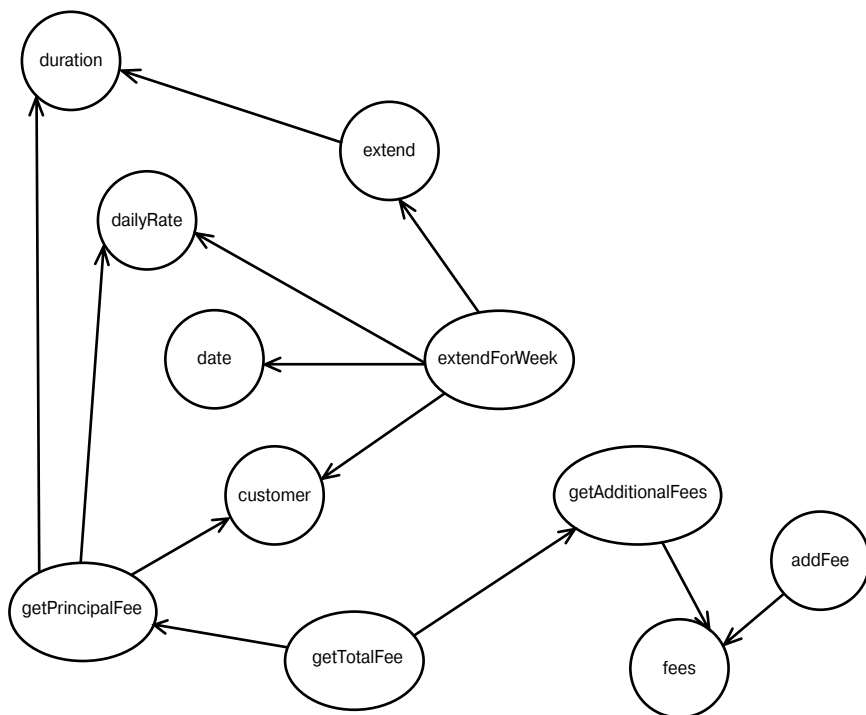 duration
extend
dailyRate
date
extendForWeek
customer
getAdditionalFees
addFee
getPrincipalFee
getTotalFee
fees